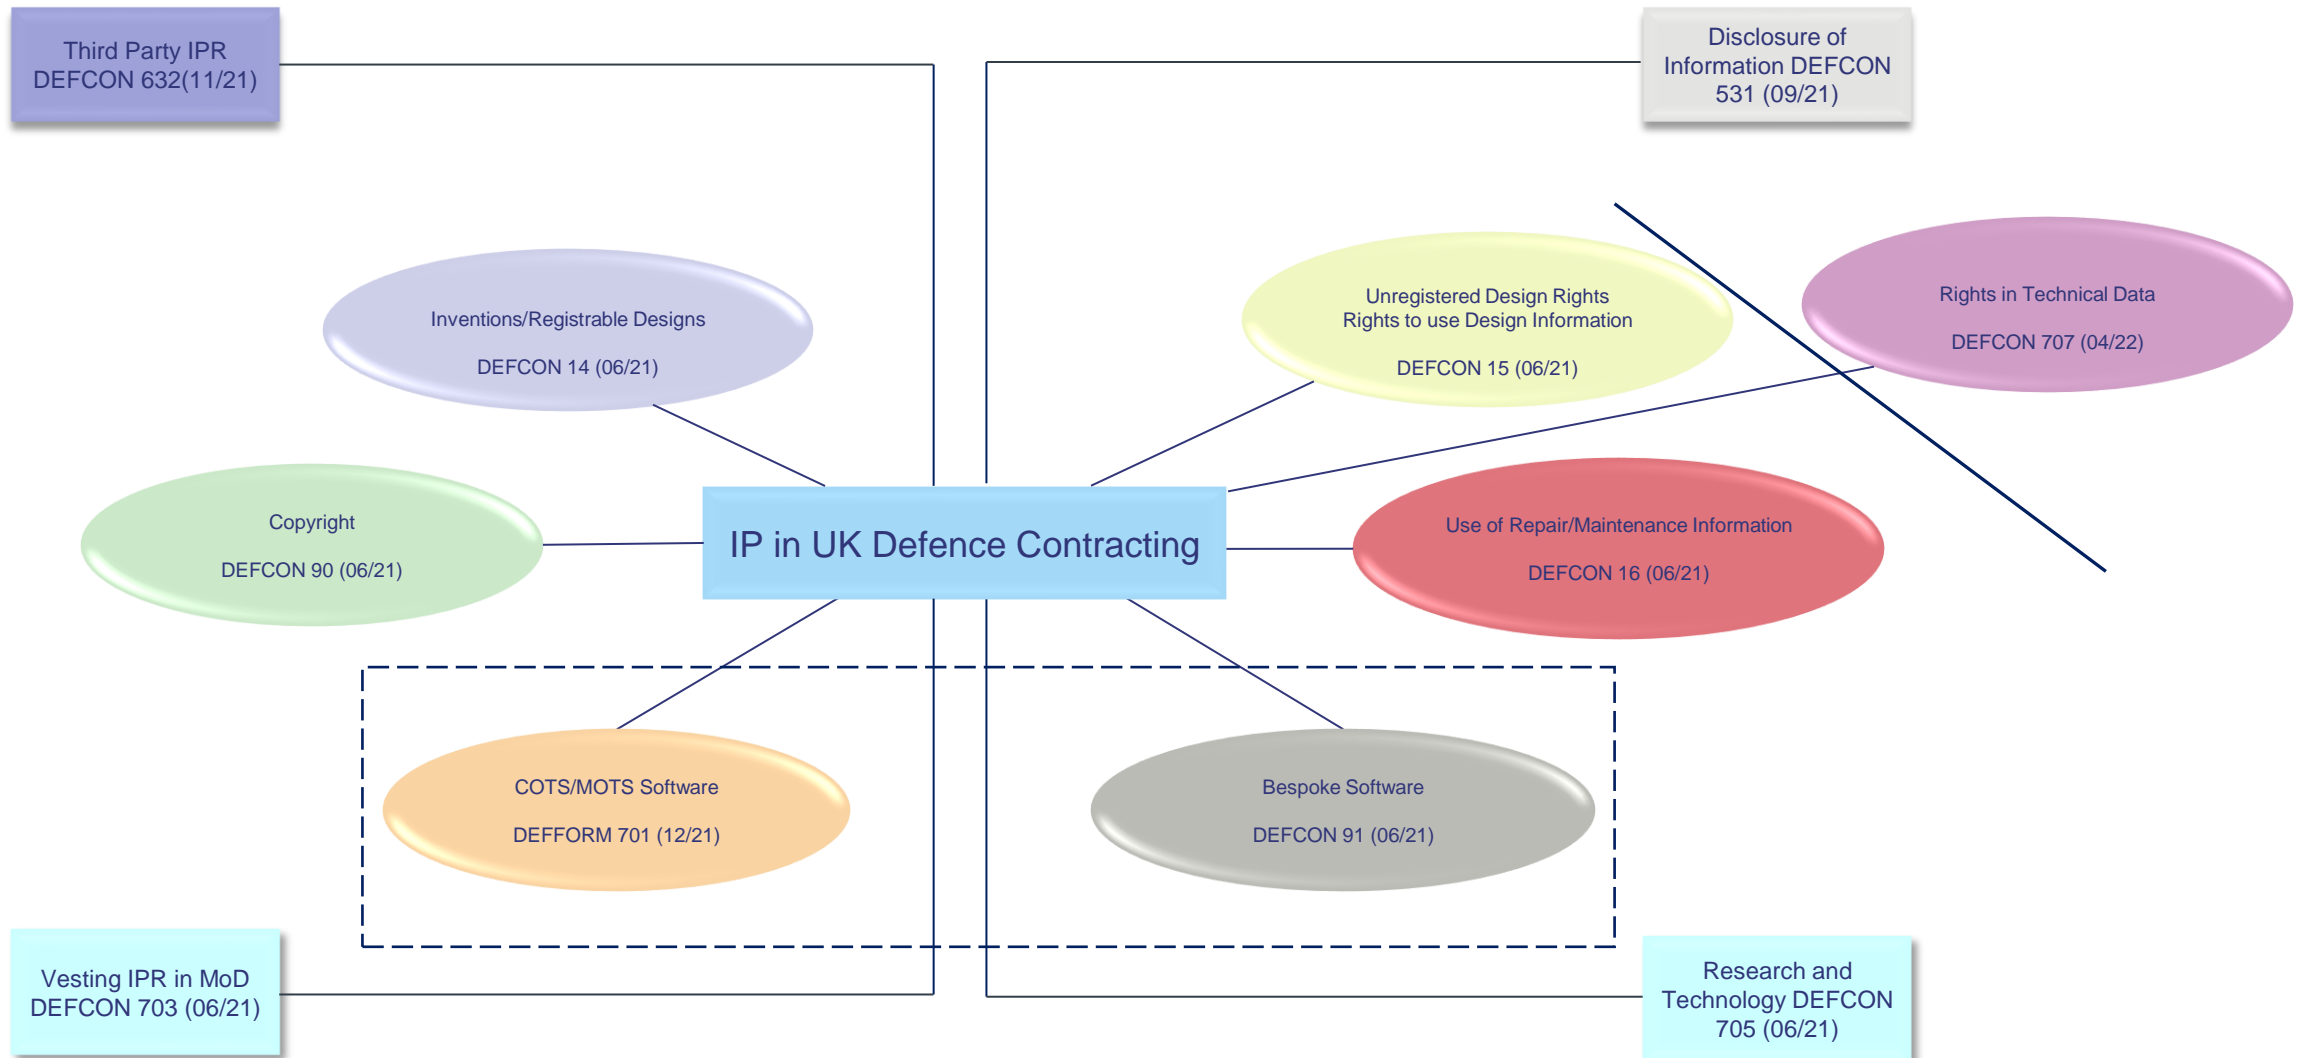 Third Party IPR
DEFCON 632(11/21)
Disclosure of
Information DEFCON
531 (09/21)
Inventions/Registrable Designs
DEFCON 14 (06/21)
Unregistered Design Rights
Rights to use Design Information
DEFCON 15 (06/21)
Rights in Technical Data
DEFCON 707 (04/22)
Copyright
DEFCON 90 (06/21)
IP in UK Defence Contracting
Use of Repair/Maintenance Information
DEFCON 16 (06/21)
COTS/MOTS Software
DEFFORM 701 (12/21)
Bespoke Software
DEFCON 91 (06/21)
Vesting IPR in MoD
DEFCON 703 (06/21)
Research and
Technology DEFCON
705 (06/21)